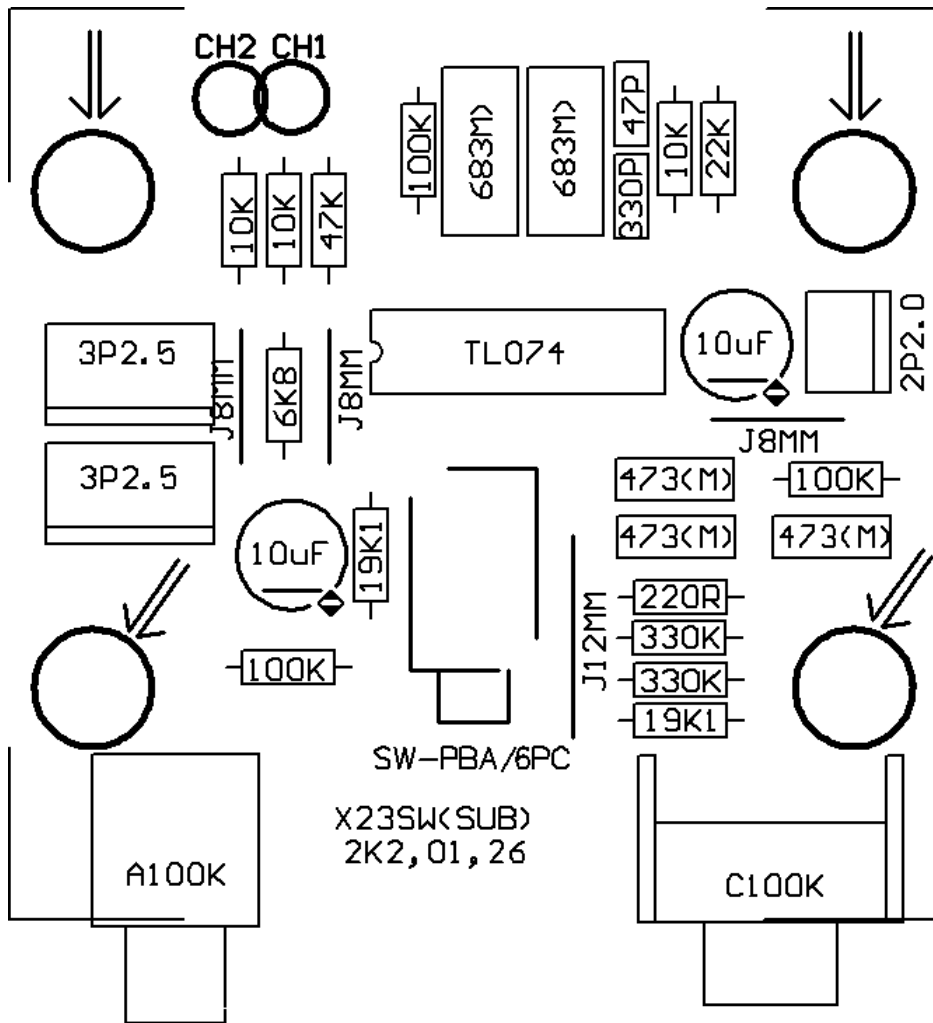 CH2 CH1
100K
683M)
683M)
47P
330P
10K
22K
10K
10K
47K
3P2.5
J8MM
6K8
J8MM
TL074
10uF
2P2.0
J8MM
3P2.5
473(M)
100K
10uF
19K1
473(M)
473(M)
J12MM
220R
330K
330K
19K1
100K
SW-PBA/6PC
X23SW(SUB)
2K2,01,26
A100K
C100K